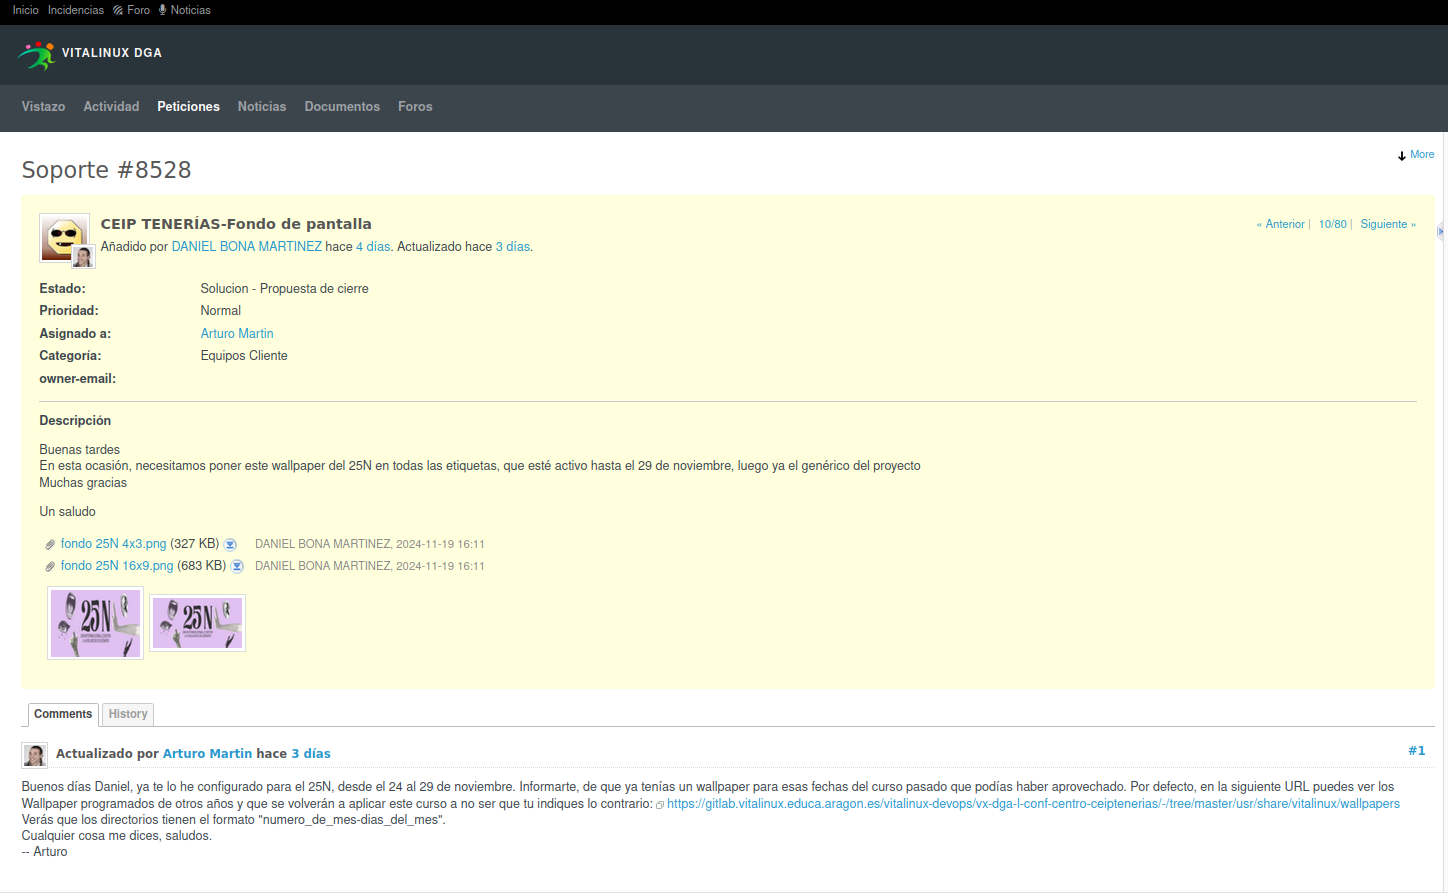 Inicio Incidencias Foro Noticias
VITALINUX DGA
Vistazo Actividad Peticiones Noticias Documentos Foros
Soporte #8528
More
CEIP TENERÍAS-Fondo de pantalla
« Anterior | 10/80 | Siguiente »
Añadido por DANIEL BONA MARTINEZ hace 4 días. Actualizado hace 3 días.
Estado: Solucion - Propuesta de cierre
Prioridad: Normal
Asignado a: Arturo Martin
Categoría: Equipos Cliente
owner-email:
Descripción
Buenas tardes
En esta ocasión, necesitamos poner este wallpaper del 25N en todas las etiquetas, que esté activo hasta el 29 de noviembre, luego ya el genérico del proyecto
Muchas gracias
Un saludo
fondo 25N 4x3.png (327 KB) DANIEL BONA MARTINEZ, 2024-11-19 16:11
fondo 25N 16x9.png (683 KB) DANIEL BONA MARTINEZ, 2024-11-19 16:11
25N 25N
Comments History
Actualizado por Arturo Martin hace 3 días
#1
Buenos días Daniel, ya te lo he configurado para el 25N, desde el 24 al 29 de noviembre. Informarte, de que ya tenías un wallpaper para esas fechas del curso pasado que podías haber aprovechado. Por defecto, en la siguiente URL puedes ver los
Wallpaper programados de otros años y que se volverán a aplicar este curso a no ser que tu indiques lo contrario: https://gitlab.vitalinux.educa.aragon.es/vitalinux-devops/vx-dga-l-conf-centro-ceiptenerias/-/tree/master/usr/share/vitalinux/wallpapers
Verás que los directorios tienen el formato "numero_de_mes-dias_del_mes".
Cualquier cosa me dices, saludos.
-- Arturo